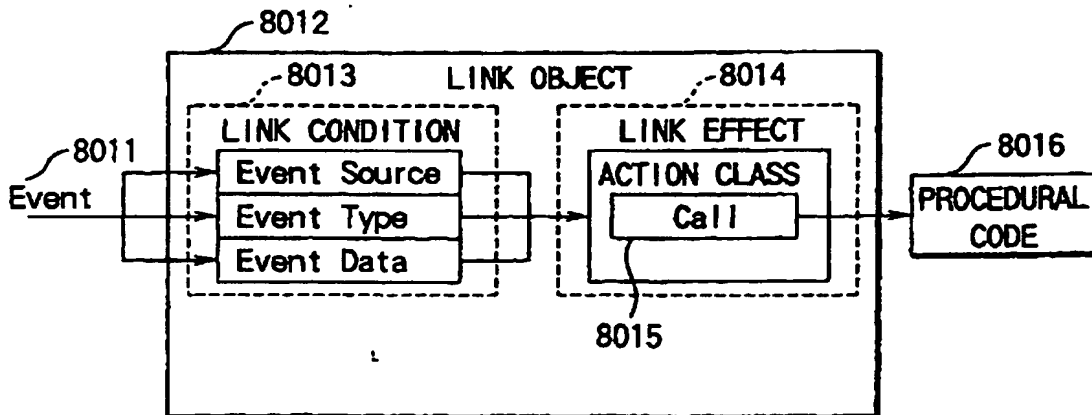 8012
LINK OBJECT
8013
8014
LINK CONDITION
LINK EFFECT
8011
Event
Event Source
Event Type
Event Data
ACTION CLASS
Call
8015
8016
PROCEDURAL
CODE